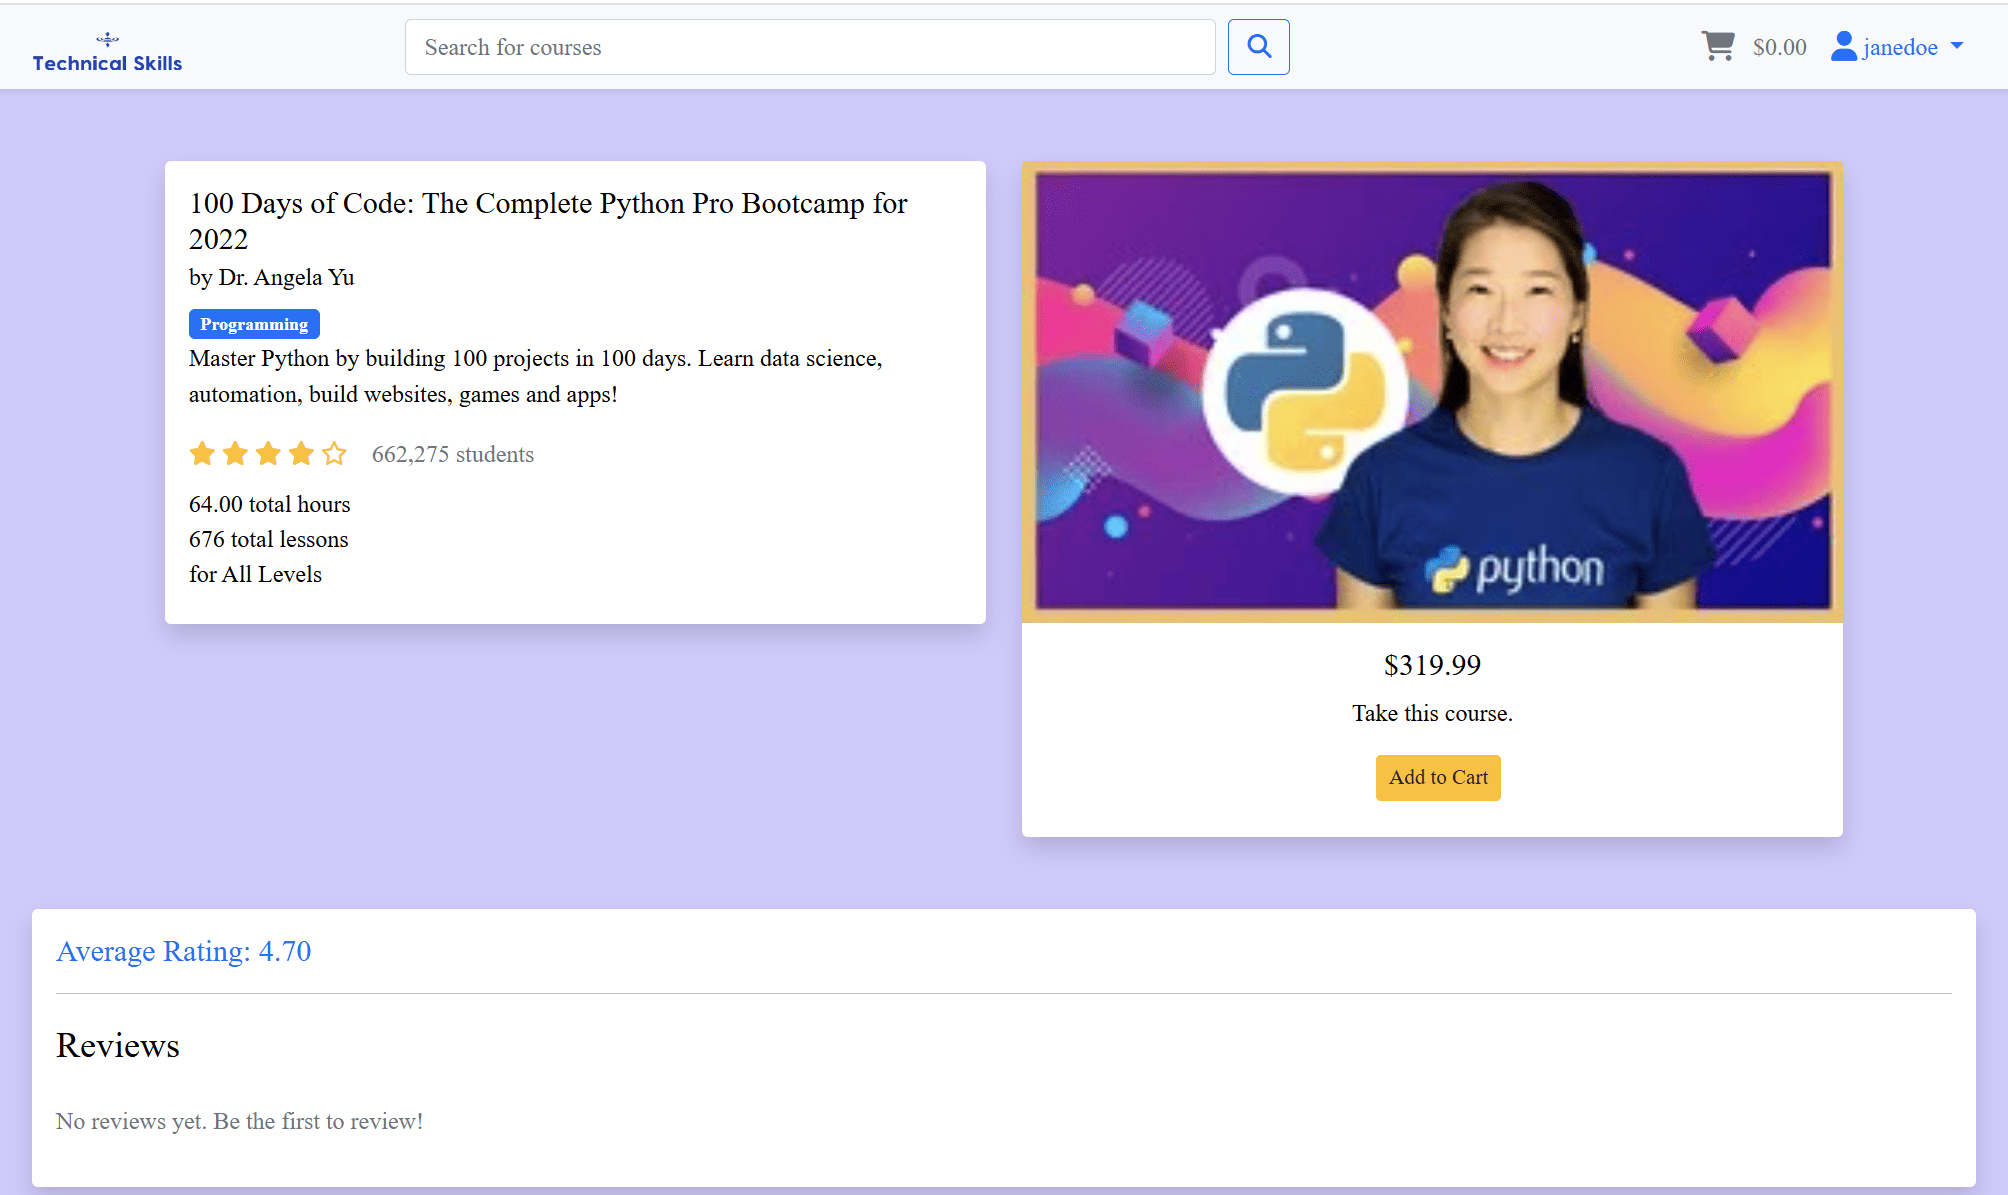 Technical Skills
Search for courses
$0.00
janedoe
100 Days of Code: The Complete Python Pro Bootcamp for
2022
by Dr. Angela Yu
Programming
Master Python by building 100 projects in 100 days. Learn data science,
automation, build websites, games and apps!
662,275 students
64.00 total hours
676 total lessons
for All Levels
python
$319.99
Take this course.
Add to Cart
Average Rating: 4.70
Reviews
No reviews yet. Be the first to review!